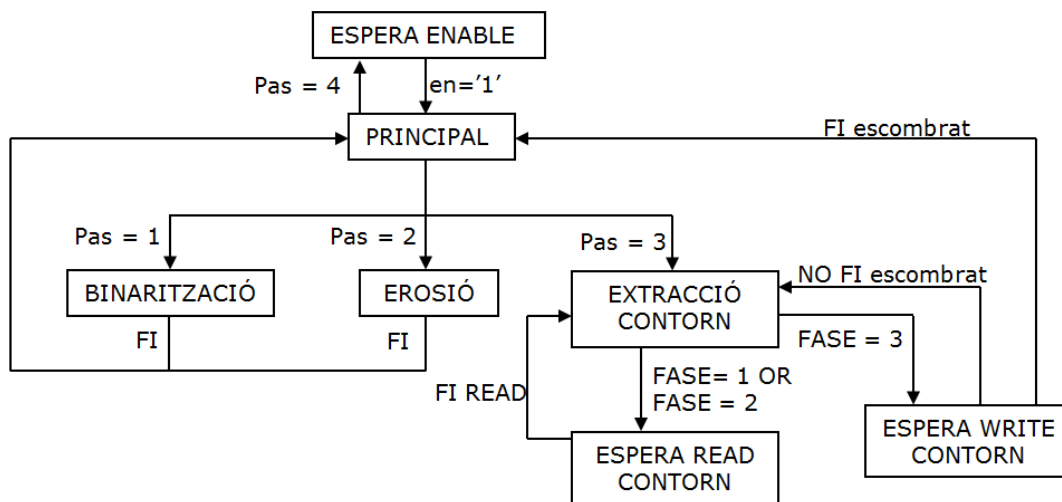 ESPERA ENABLE
Pas = 4
en=’1’
PRINCIPAL
FI escombrat
Pas = 1
Pas = 2
Pas = 3
BINARITZACIÓ
EROSIÓ
EXTRACCIÓ
CONTORN
NO FI escombrat
FI
FI
FASE = 3
FI READ
FASE= 1 OR
FASE = 2
ESPERA READ
CONTORN
ESPERA WRITE
CONTORN